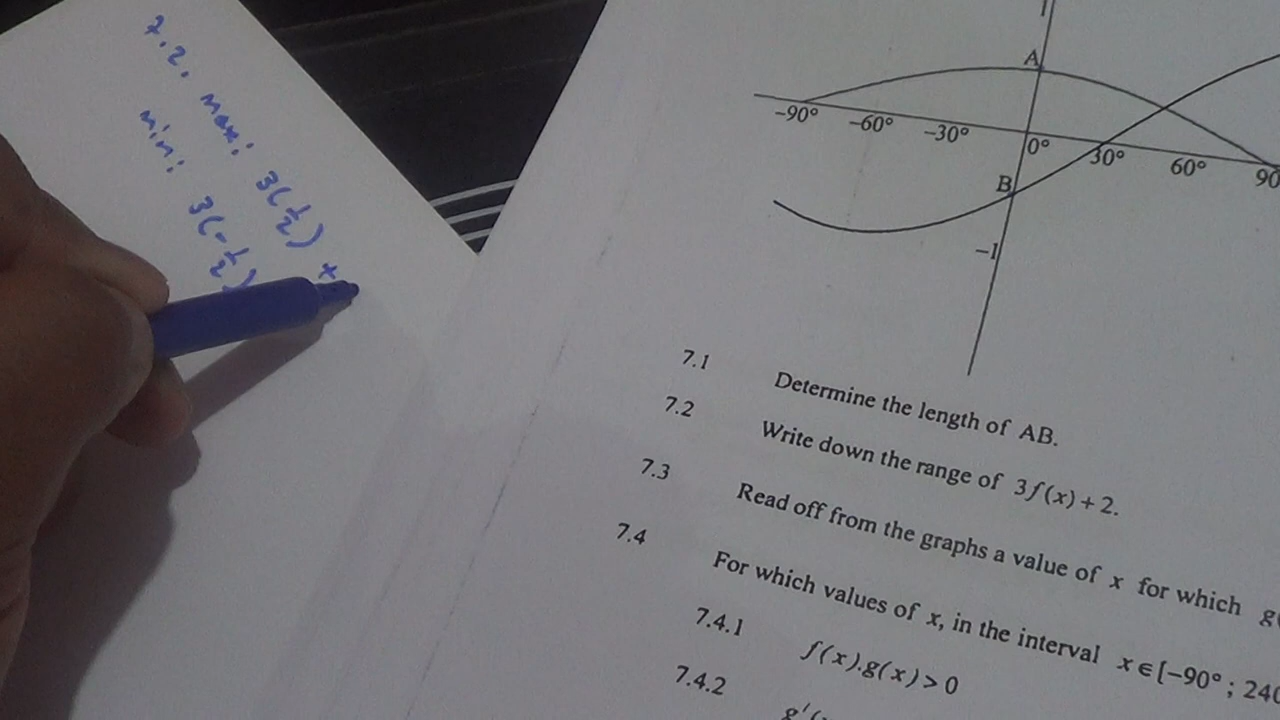 7.2. max: 3(1/2) +
min: 3(-1/2)
A
-90° -60° -30° 0° 30° 60° 90
B
-1
7.1 Determine the length of AB.
7.2 Write down the range of 3f(x)+2.
7.3 Read off from the graphs a value of x for which g(
7.4 For which values of x, in the interval x∈[-90° ; 240
7.4.1 f(x).g(x) > 0
7.4.2 g'(